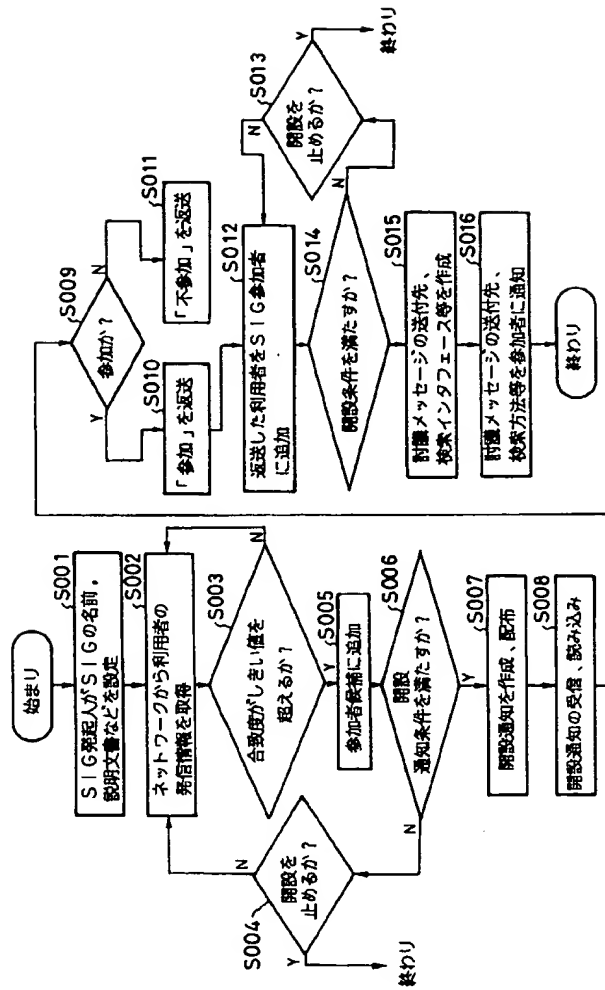 始まり
S001
SIG発起人がSIGの名前、
説明文書などを設定
S002
ネットワークから利用者の
発信情報を取得
S003
合致度がしきい値を
超えるか?
N
Y
S005
参加者候補に追加
S006
開設
通知条件を満たすか?
N
Y
S004
開設を
止めるか?
N
Y
終わり
S007
開設通知を作成、配布
S008
開設通知の受信、読み込み
S009
参加か?
Y
N
S010
「参加」を返送
S011
「不参加」を返送
S012
返送した利用者をSIG参加者
に追加
S013
開設を
止めるか?
N
Y
終わり
S014
開設条件を満たすか?
N
S015
討議メッセージの送付先、
検索インタフェース等を作成
S016
討議メッセージの送付先、
検索方法等を参加者に通知
終わり